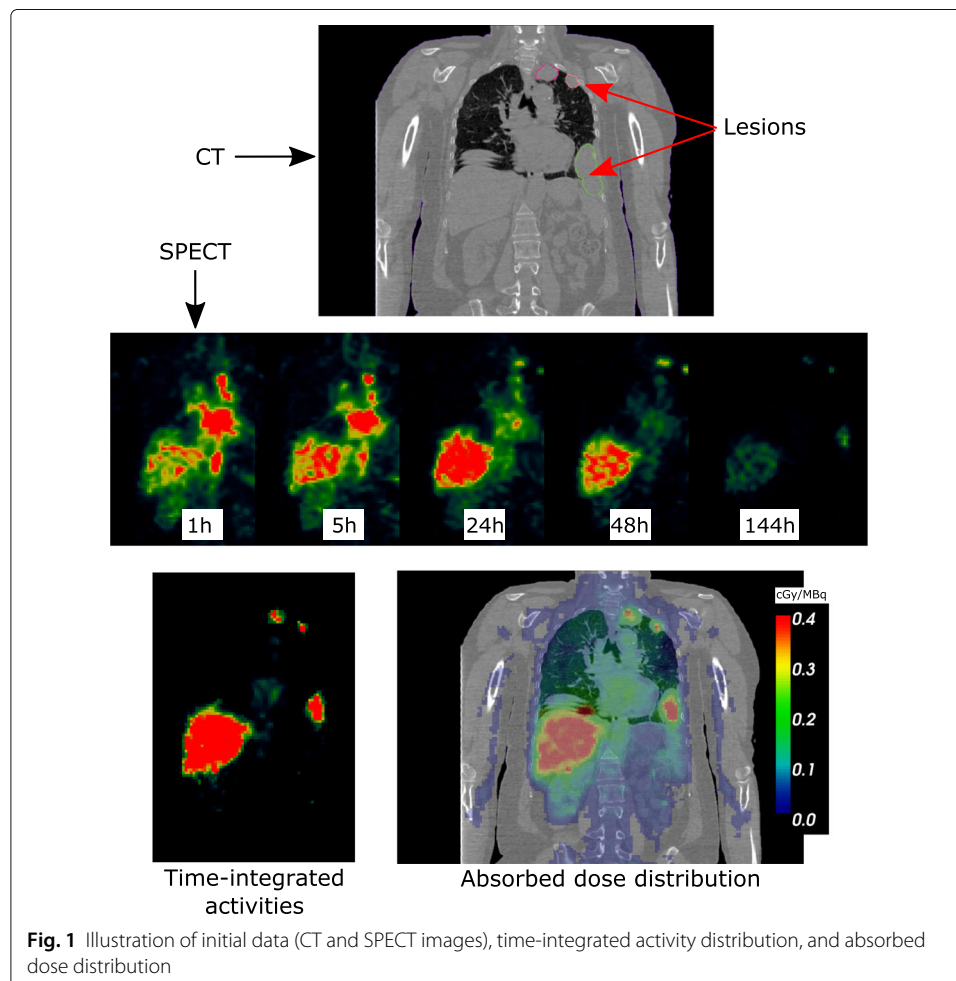 CT
Lesions
SPECT
1h
5h
24h
48h
144h
cGy/MBq
0.4
0.3
0.2
0.1
0.0
Time-integrated
activities
Absorbed dose distribution
Fig. 1 Illustration of initial data (CT and SPECT images), time-integrated activity distribution, and absorbed
dose distribution